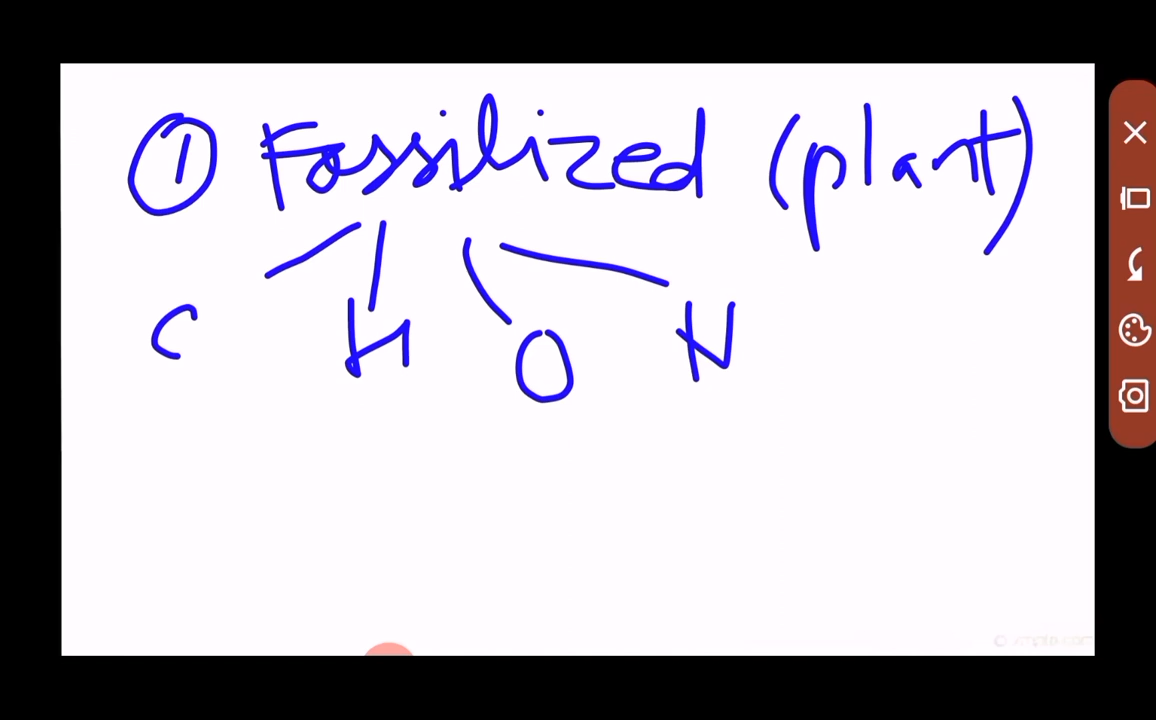 ① Fossilized (plant)
C H O N